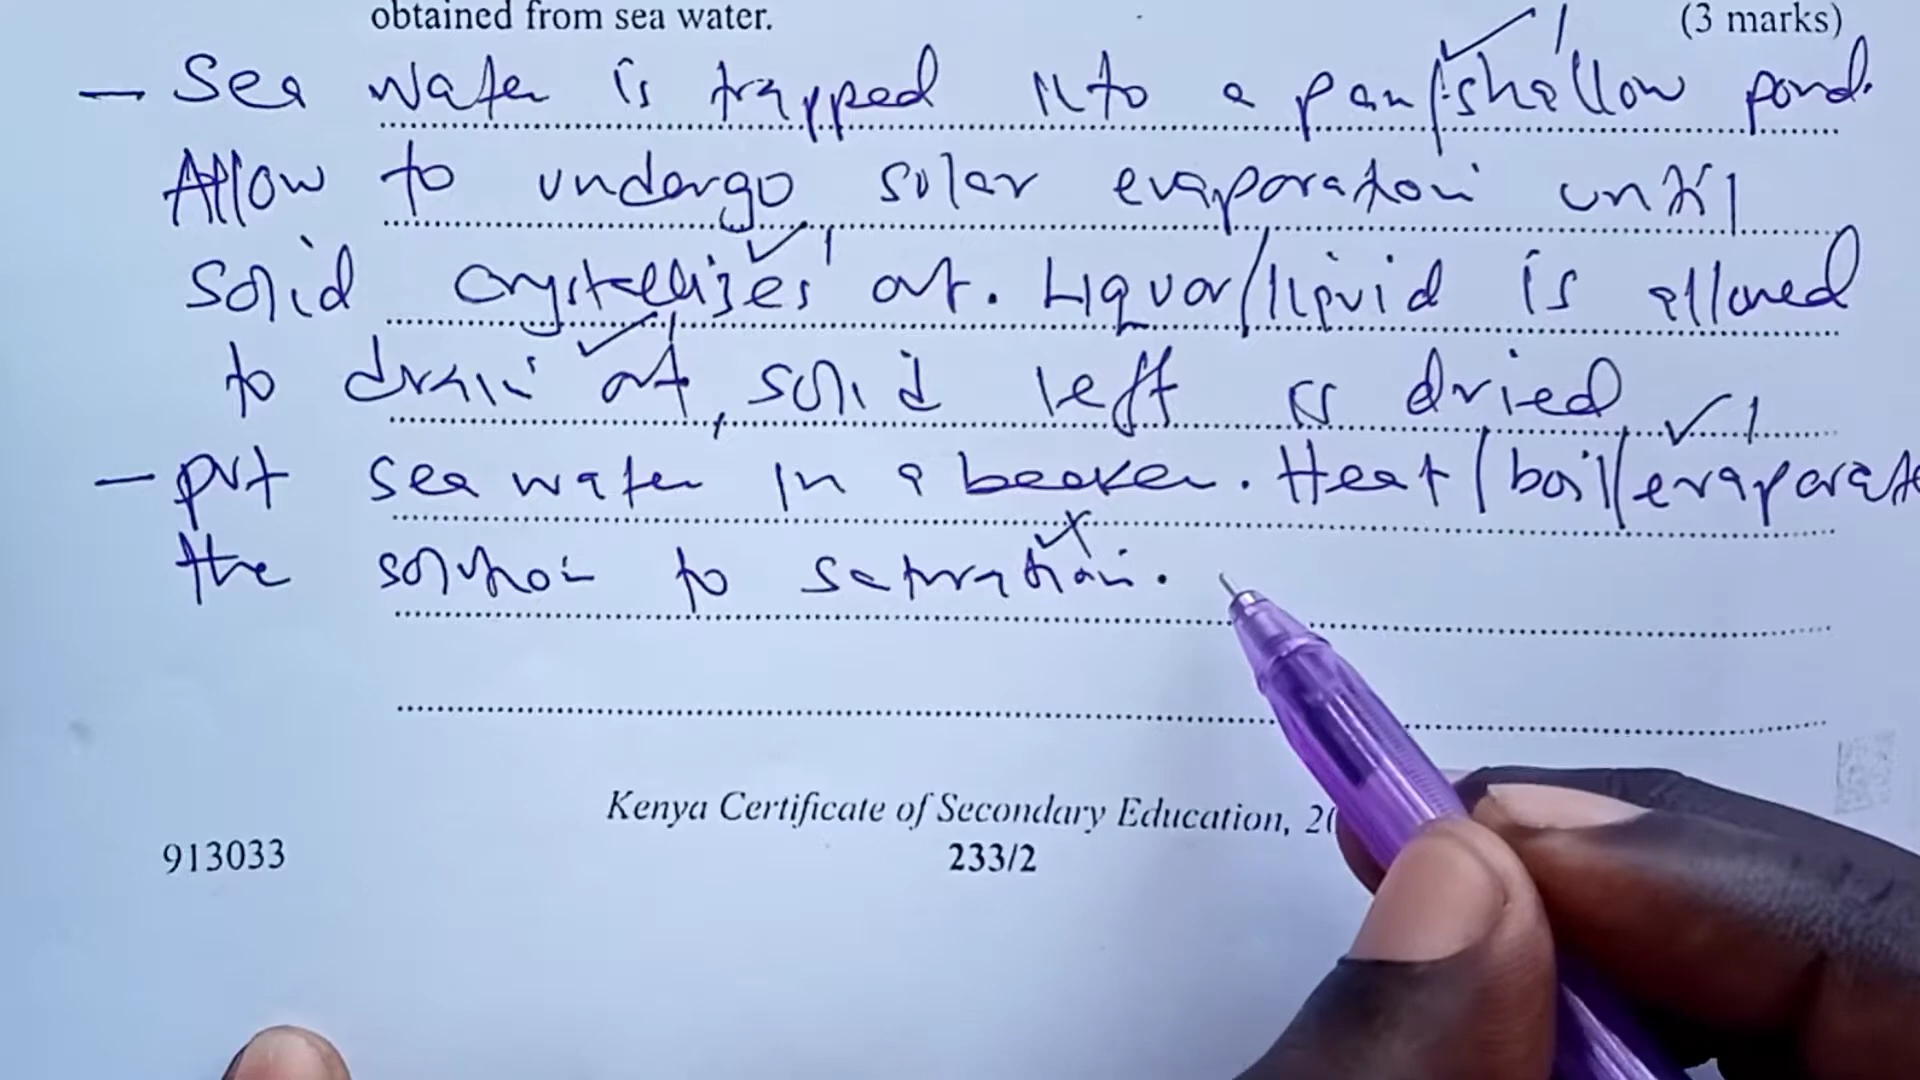 obtained from sea water. (3 marks)
- Sea water is trapped into a pan/shallow pond.
Allow to undergo solar evaporation until
solid crystallizes out. Liquor/liquid is allowed
to drain out, solid left is dried
- put sea water in a beaker. Heat/boil/evaporate
the solution to saturation.
Kenya Certificate of Secondary Education, 20
913033 233/2